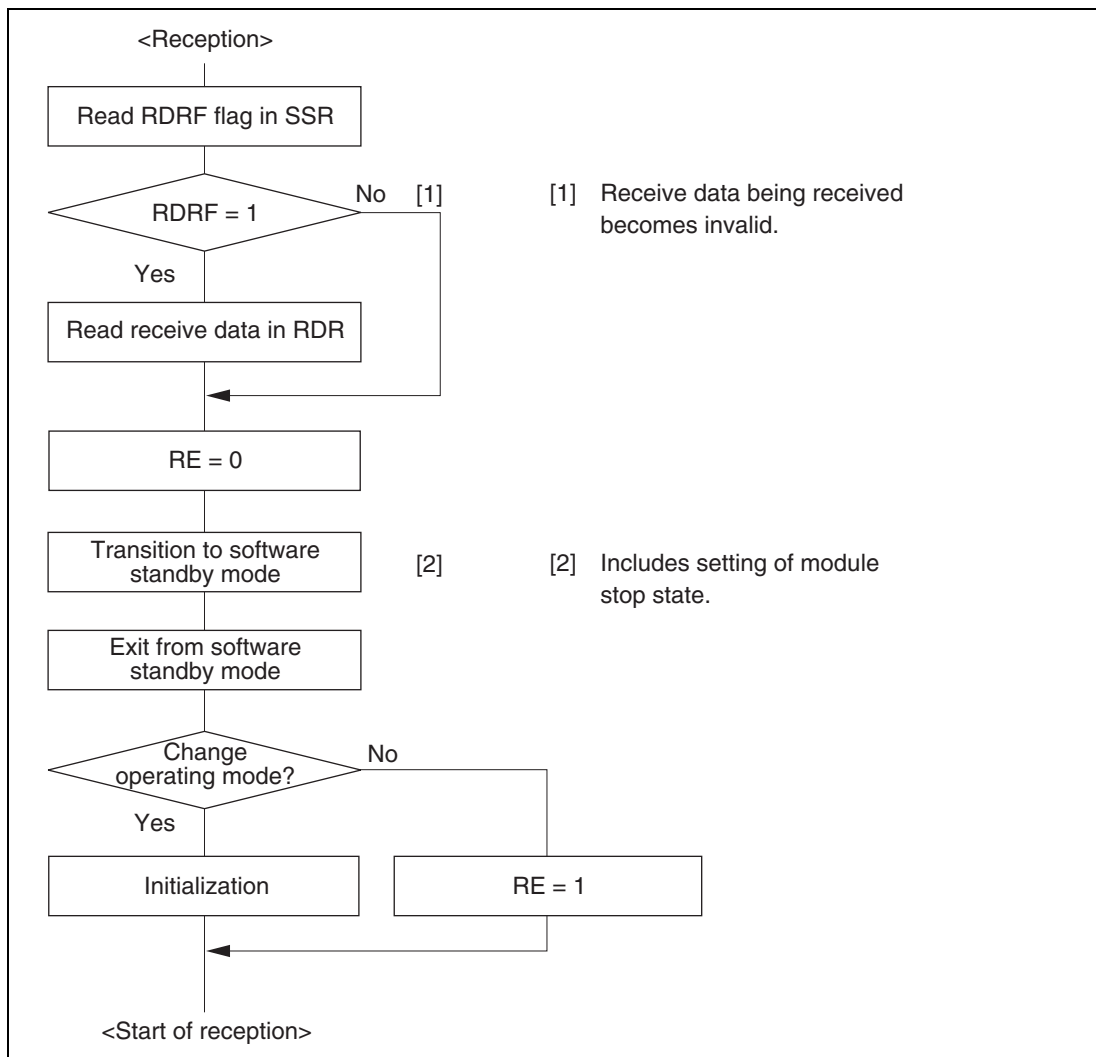 <Reception>
Read RDRF flag in SSR
No [1]
RDRF = 1
[1] Receive data being received
becomes invalid.
Yes
Read receive data in RDR
RE = 0
Transition to software
standby mode
[2]
[2] Includes setting of module
stop state.
Exit from software
standby mode
Change
operating mode?
No
Yes
Initialization
RE = 1
<Start of reception>